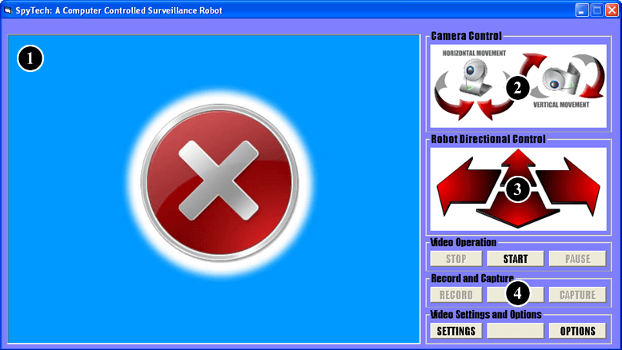 SpyTech: A Computer Controlled Surveillance Robot
1
Camera Control
HORIZONTAL MOVEMENT
2
VERTICAL MOVEMENT
Robot Directional Control
3
Video Operation
STOP START PAUSE
Record and Capture
RECORD 4 CAPTURE
Video Settings and Options
SETTINGS OPTIONS